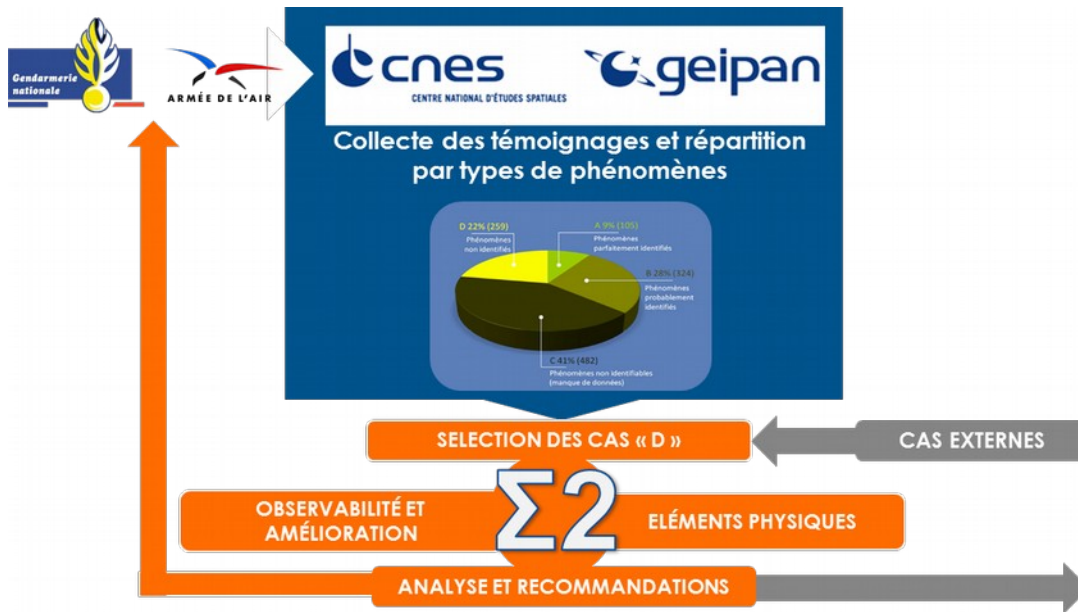 Gendarmerie
nationale
ARMÉE DE L'AIR
cnes
CENTRE NATIONAL D'ÉTUDES SPATIALES
geipan
Collecte des témoignages et répartition
par types de phénomènes
D 22% (259)
Phénomènes
non identifiés
A 9% (105)
Phénomènes
parfaitement identifiés
B 28% (324)
Phénomènes
probablement
identifiés
C 41% (482)
Phénomènes non identifiables
(manque de données)
SELECTION DES CAS « D »
CAS EXTERNES
OBSERVABILITÉ ET
AMÉLIORATION
Σ2
ELÉMENTS PHYSIQUES
ANALYSE ET RECOMMANDATIONS